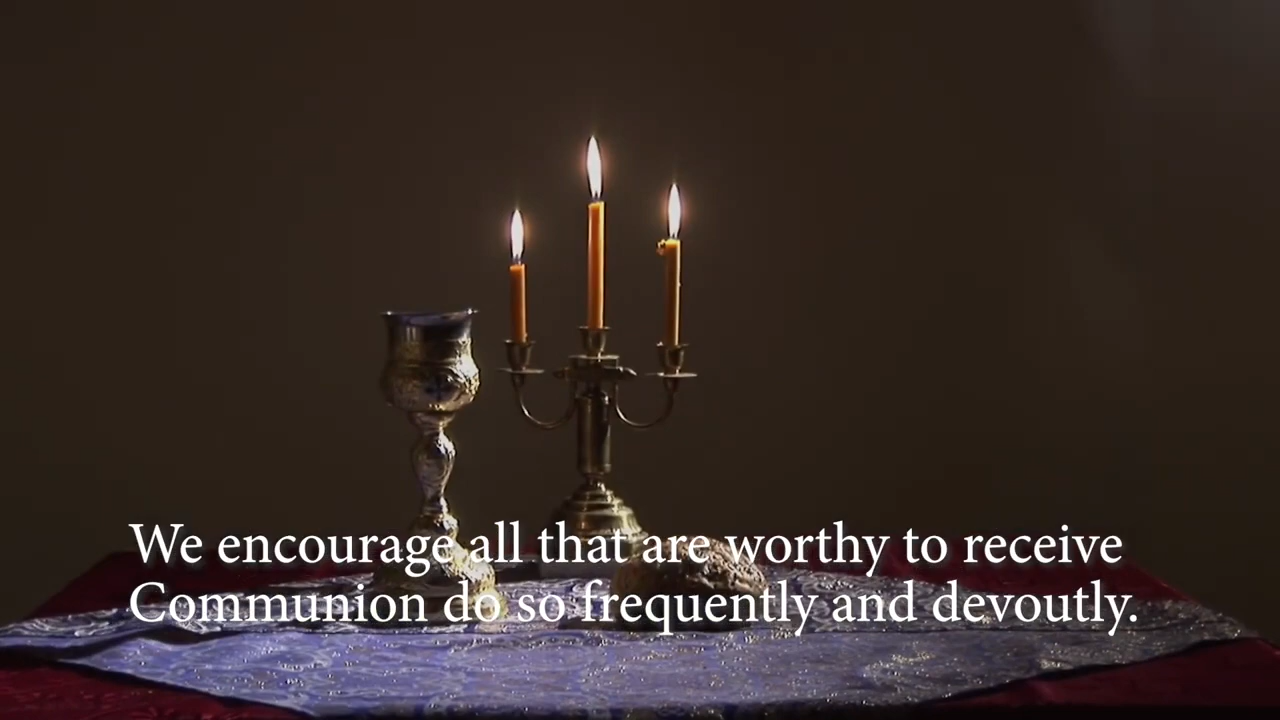 We encourage all that are worthy to receive
Communion do so frequently and devoutly.